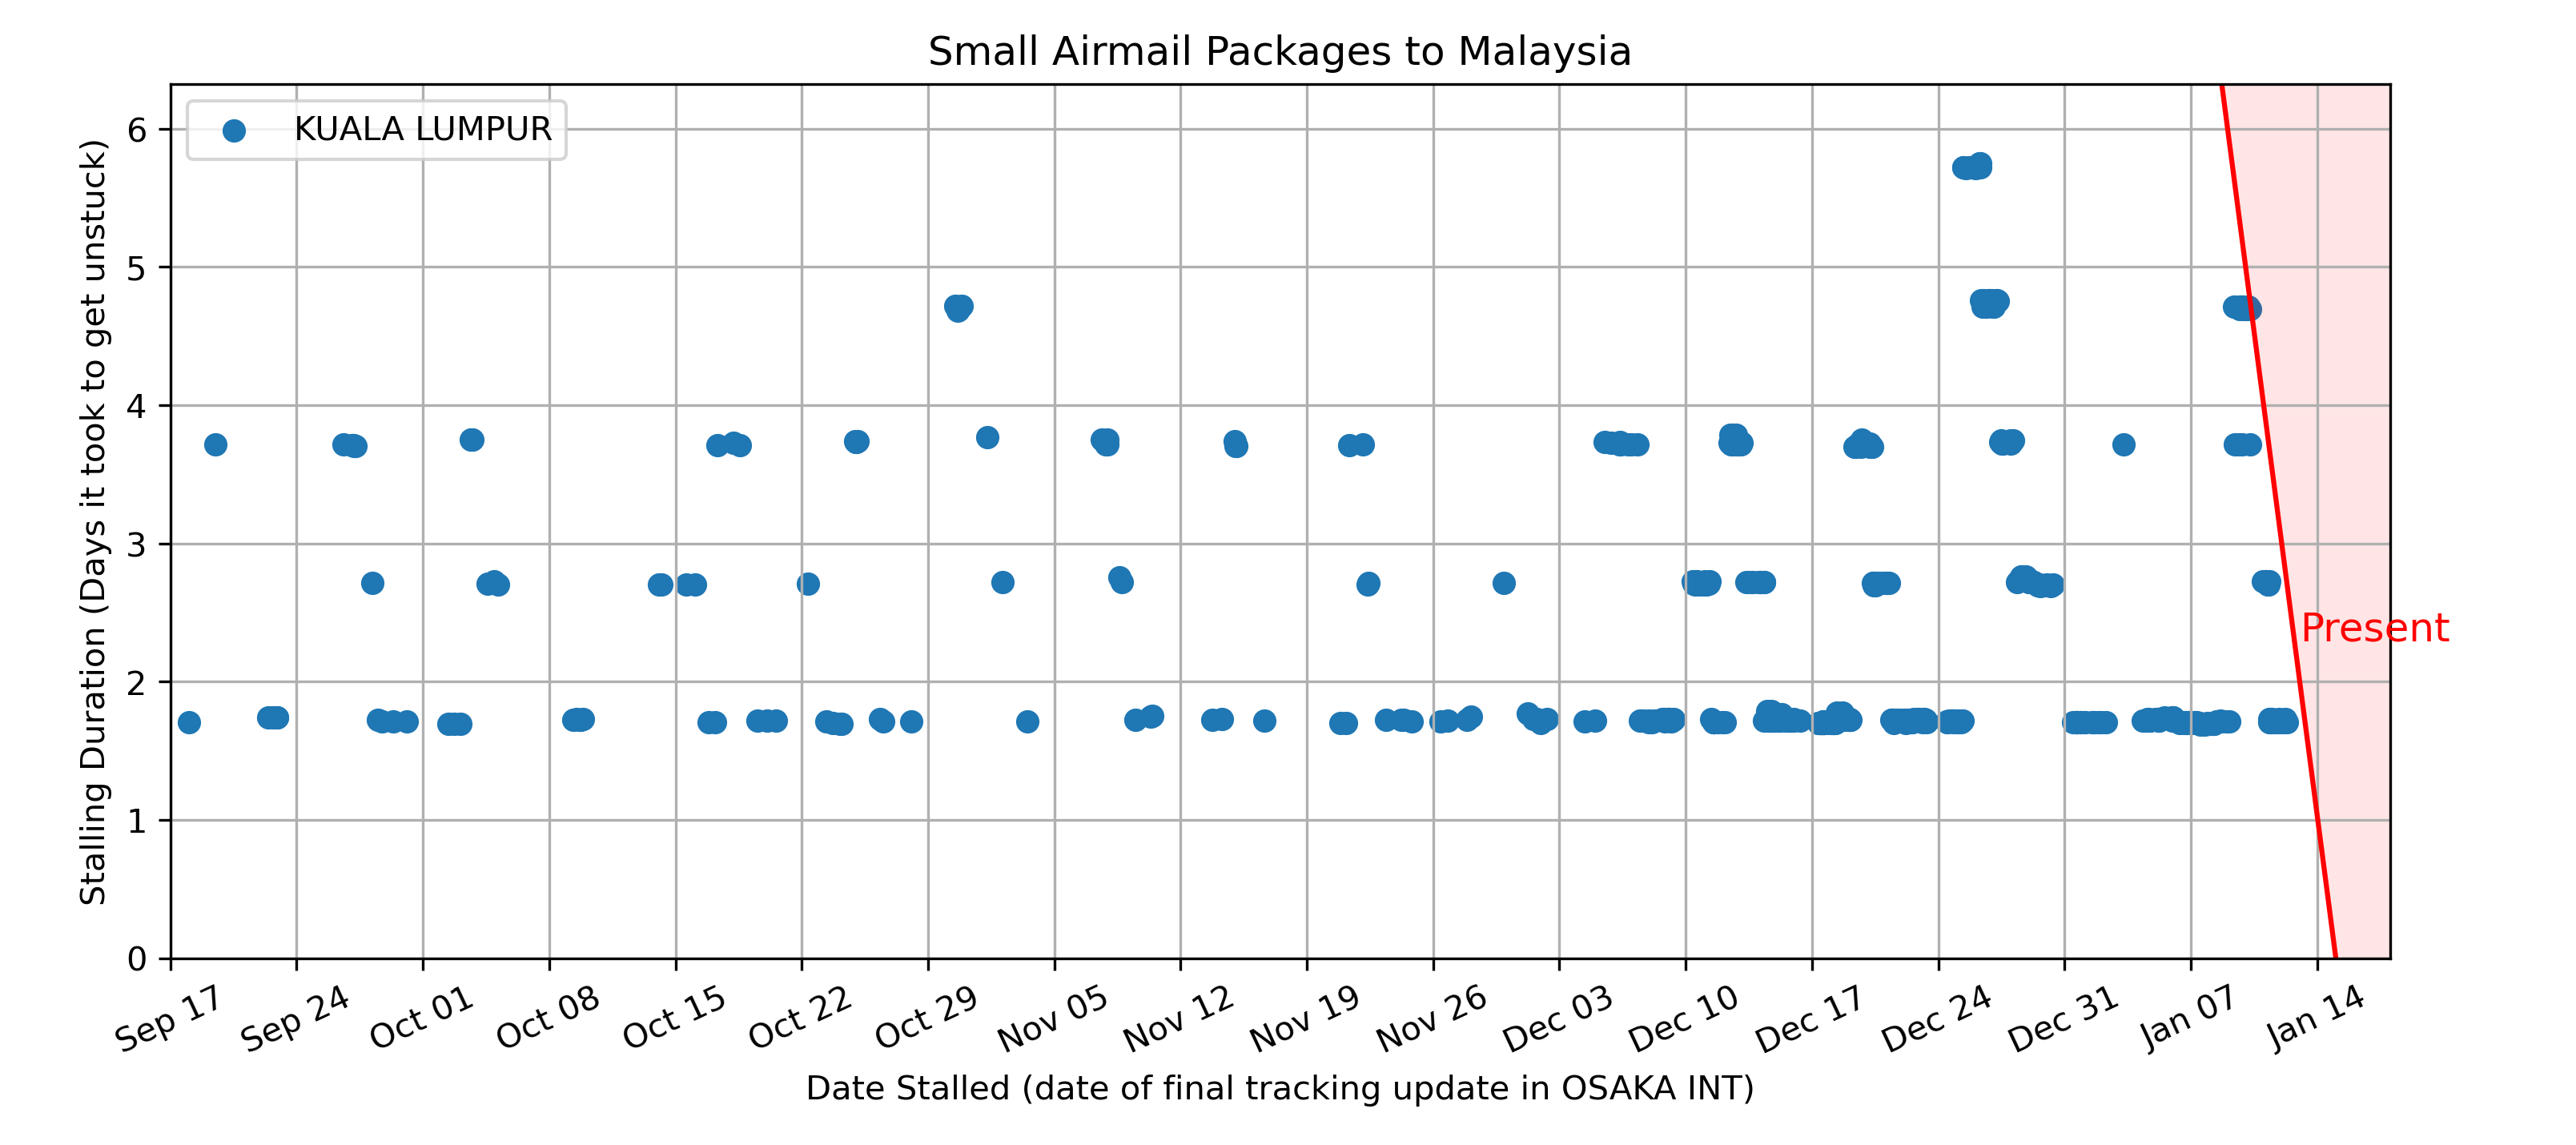 Small Airmail Packages to Malaysia
KUALA LUMPUR
Stalling Duration (Days it took to get unstuck)
6
5
4
3
2
1
0
Present
Sep 17
Sep 24
Oct 01
Oct 08
Oct 15
Oct 22
Oct 29
Nov 05
Nov 12
Nov 19
Nov 26
Dec 03
Dec 10
Dec 17
Dec 24
Dec 31
Jan 07
Jan 14
Date Stalled (date of final tracking update in OSAKA INT)